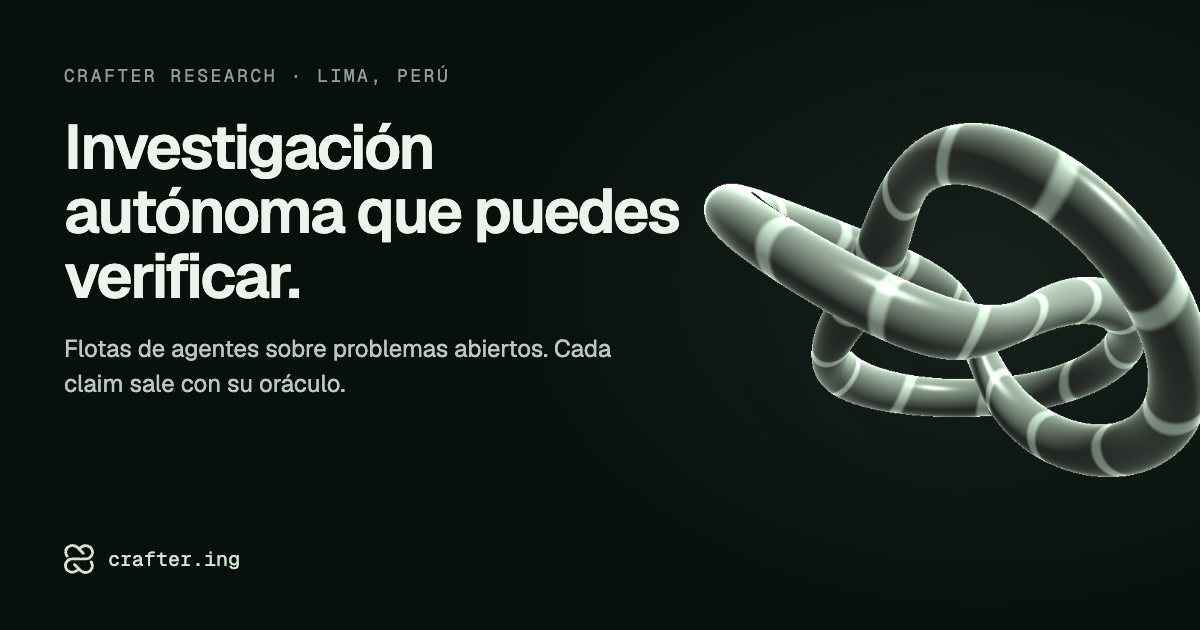 CRAFTER RESEARCH · LIMA, PERÚ
Investigación
autónoma que puedes
verificar.
Flotas de agentes sobre problemas abiertos. Cada
claim sale con su oráculo.
crafter.ing